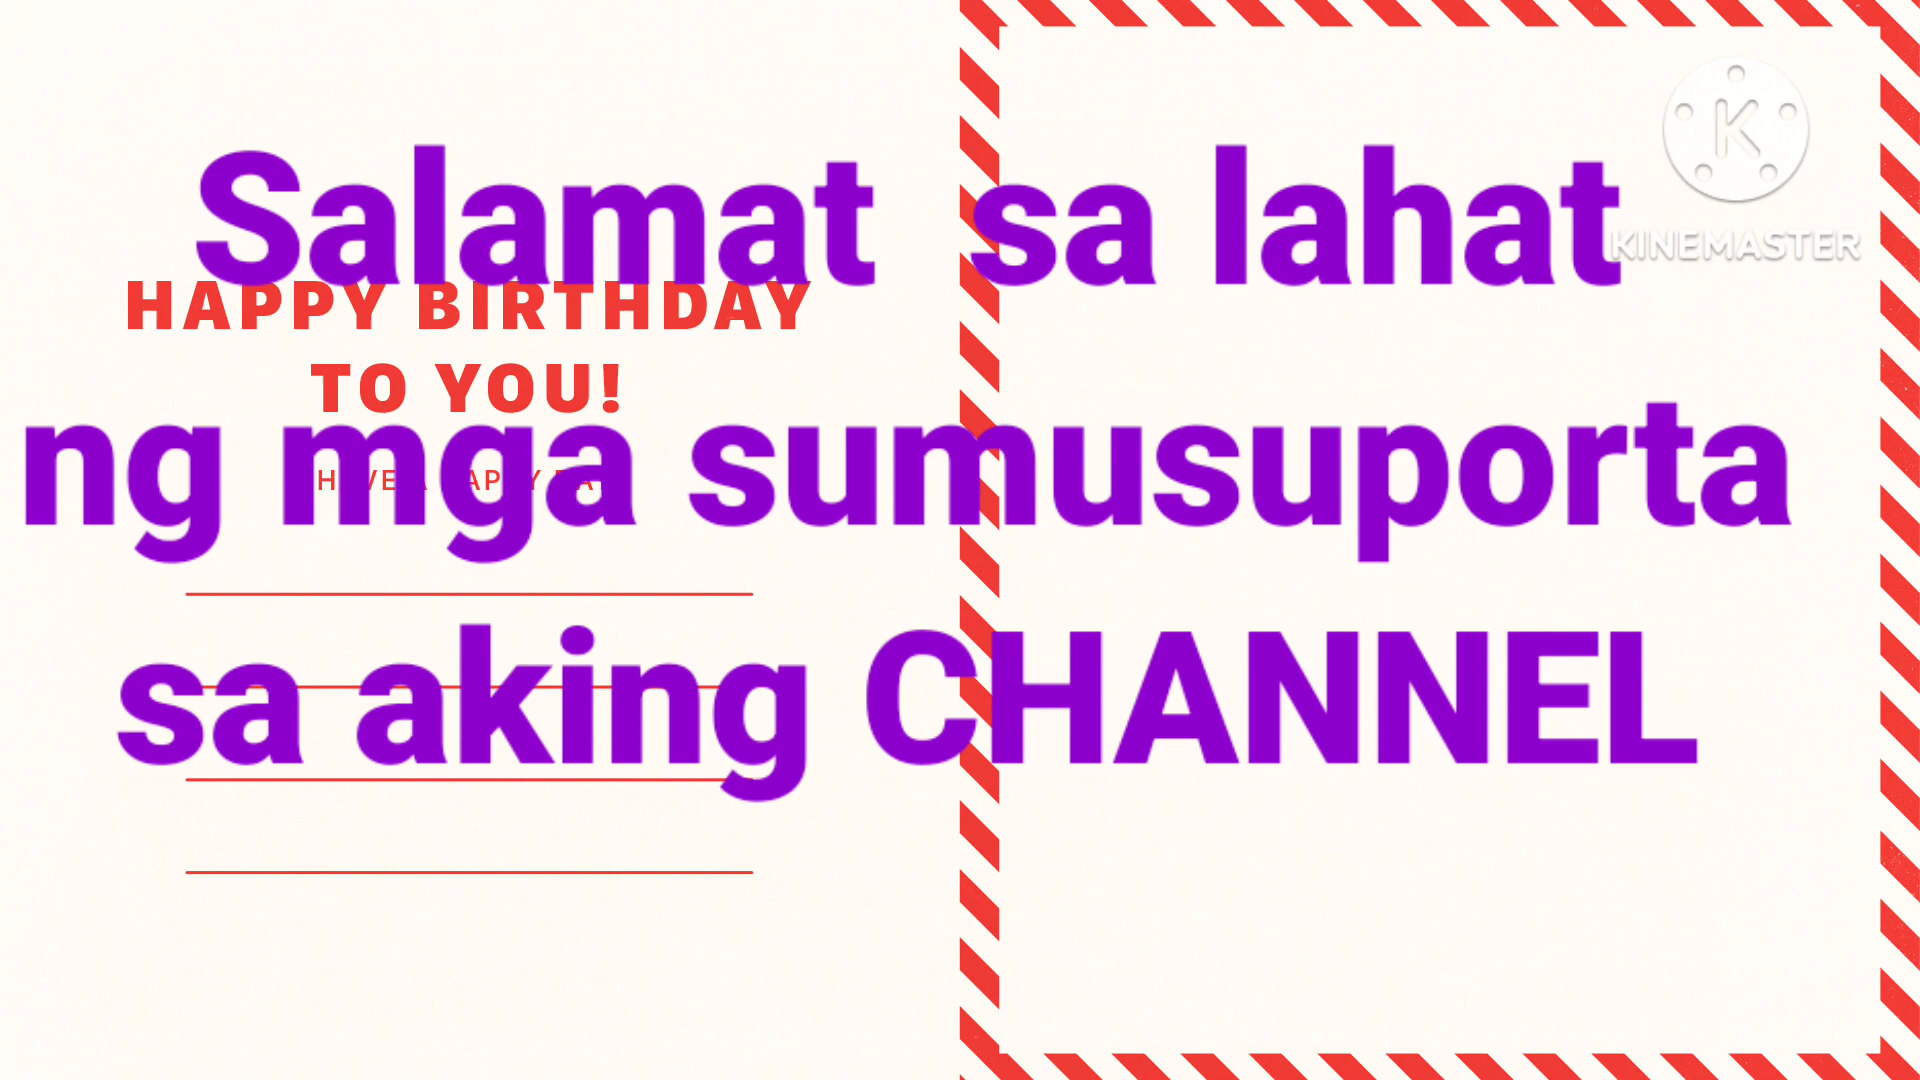 Salamat sa lahat
KINEMASTER
HAPPY BIRTHDAY
TO YOU!
ng mga sumusuporta
sa aking CHANNEL